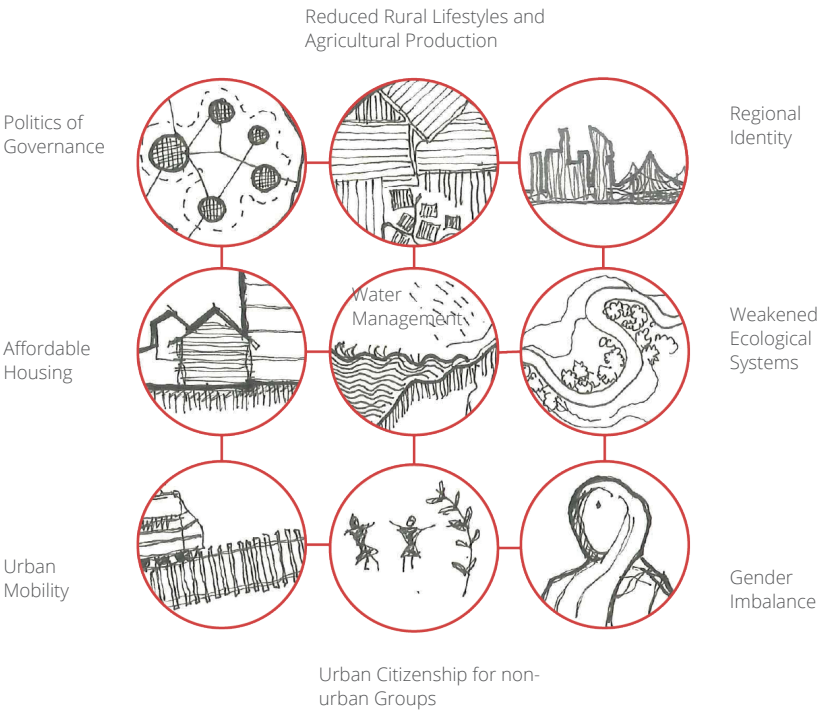 Reduced Rural Lifestyles and
Agricultural Production
Politics of
Governance
Regional
Identity
Water
Management
Affordable
Housing
Weakened
Ecological
Systems
Urban
Mobility
Gender
Imbalance
Urban Citizenship for non-
urban Groups